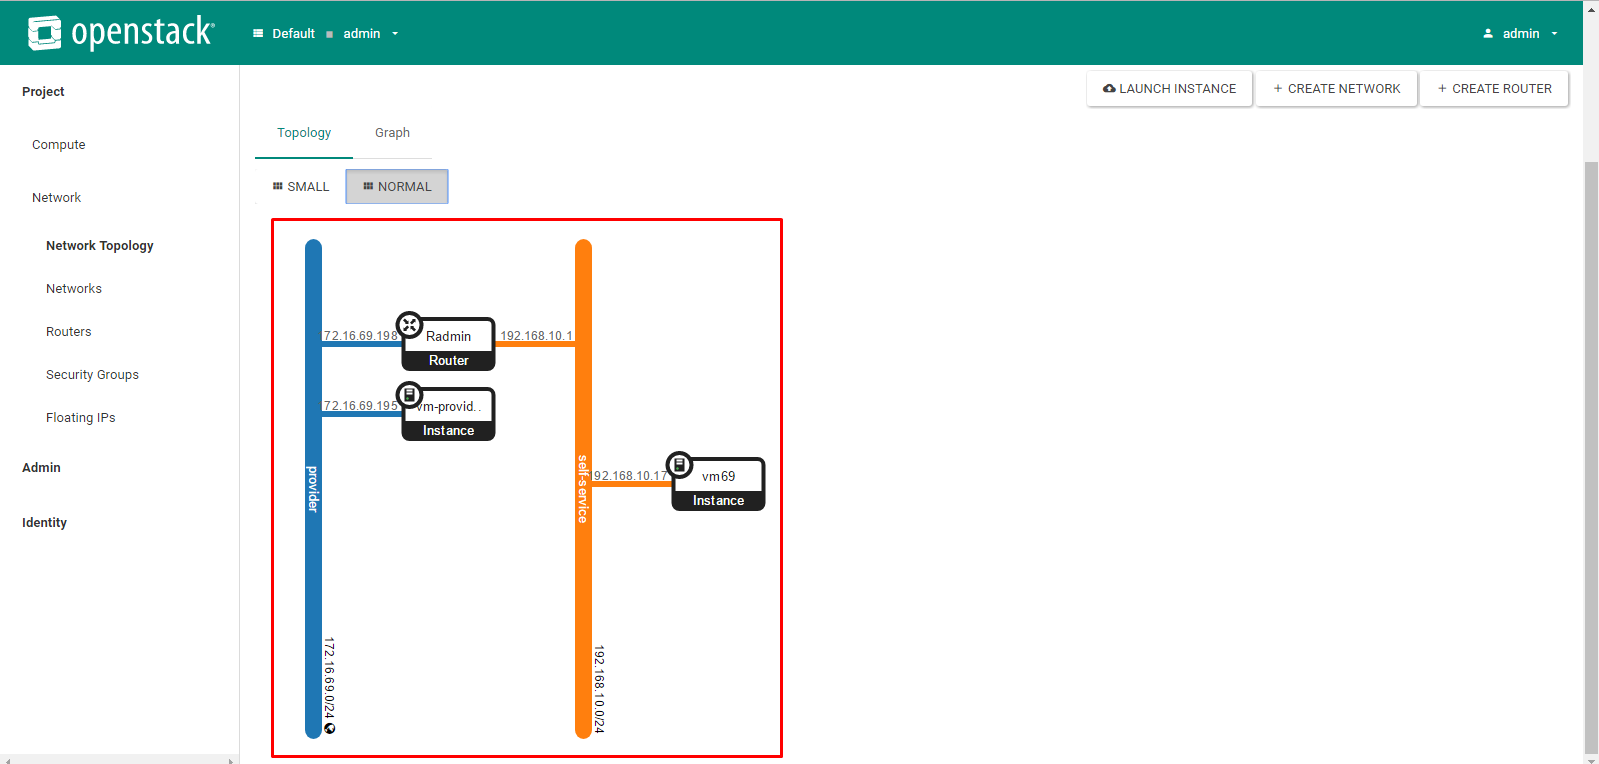 openstack
Default admin
admin
Project
Compute
Network
Network Topology
Networks
Routers
Security Groups
Floating IPs
Admin
Identity
LAUNCH INSTANCE
+ CREATE NETWORK
+ CREATE ROUTER
Topology
Graph
SMALL
NORMAL
provider
172.16.69.0/24
72.16.69.198
Radmin
Router
192.168.10.1
72.16.69.195
vm-provid..
Instance
self-service
192.168.10.0/24
92.168.10.17
vm69
Instance